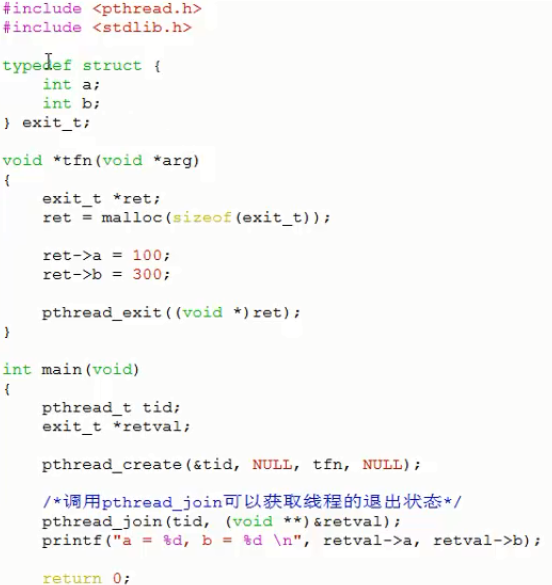 #include <pthread.h>
#include <stdlib.h>
typedef struct {
int a;
int b;
} exit_t;
void *tfn(void *arg)
{
exit_t *ret;
ret = malloc(sizeof(exit_t));
ret->a = 100;
ret->b = 300;
pthread_exit((void *)ret);
}
int main(void)
{
pthread_t tid;
exit_t *retval;
pthread_create(&tid, NULL, tfn, NULL);
/*调用pthread_join可以获取线程的退出状态*/
pthread_join(tid, (void **)&retval);
printf("a = %d, b = %d \n", retval->a, retval->b);
return 0;